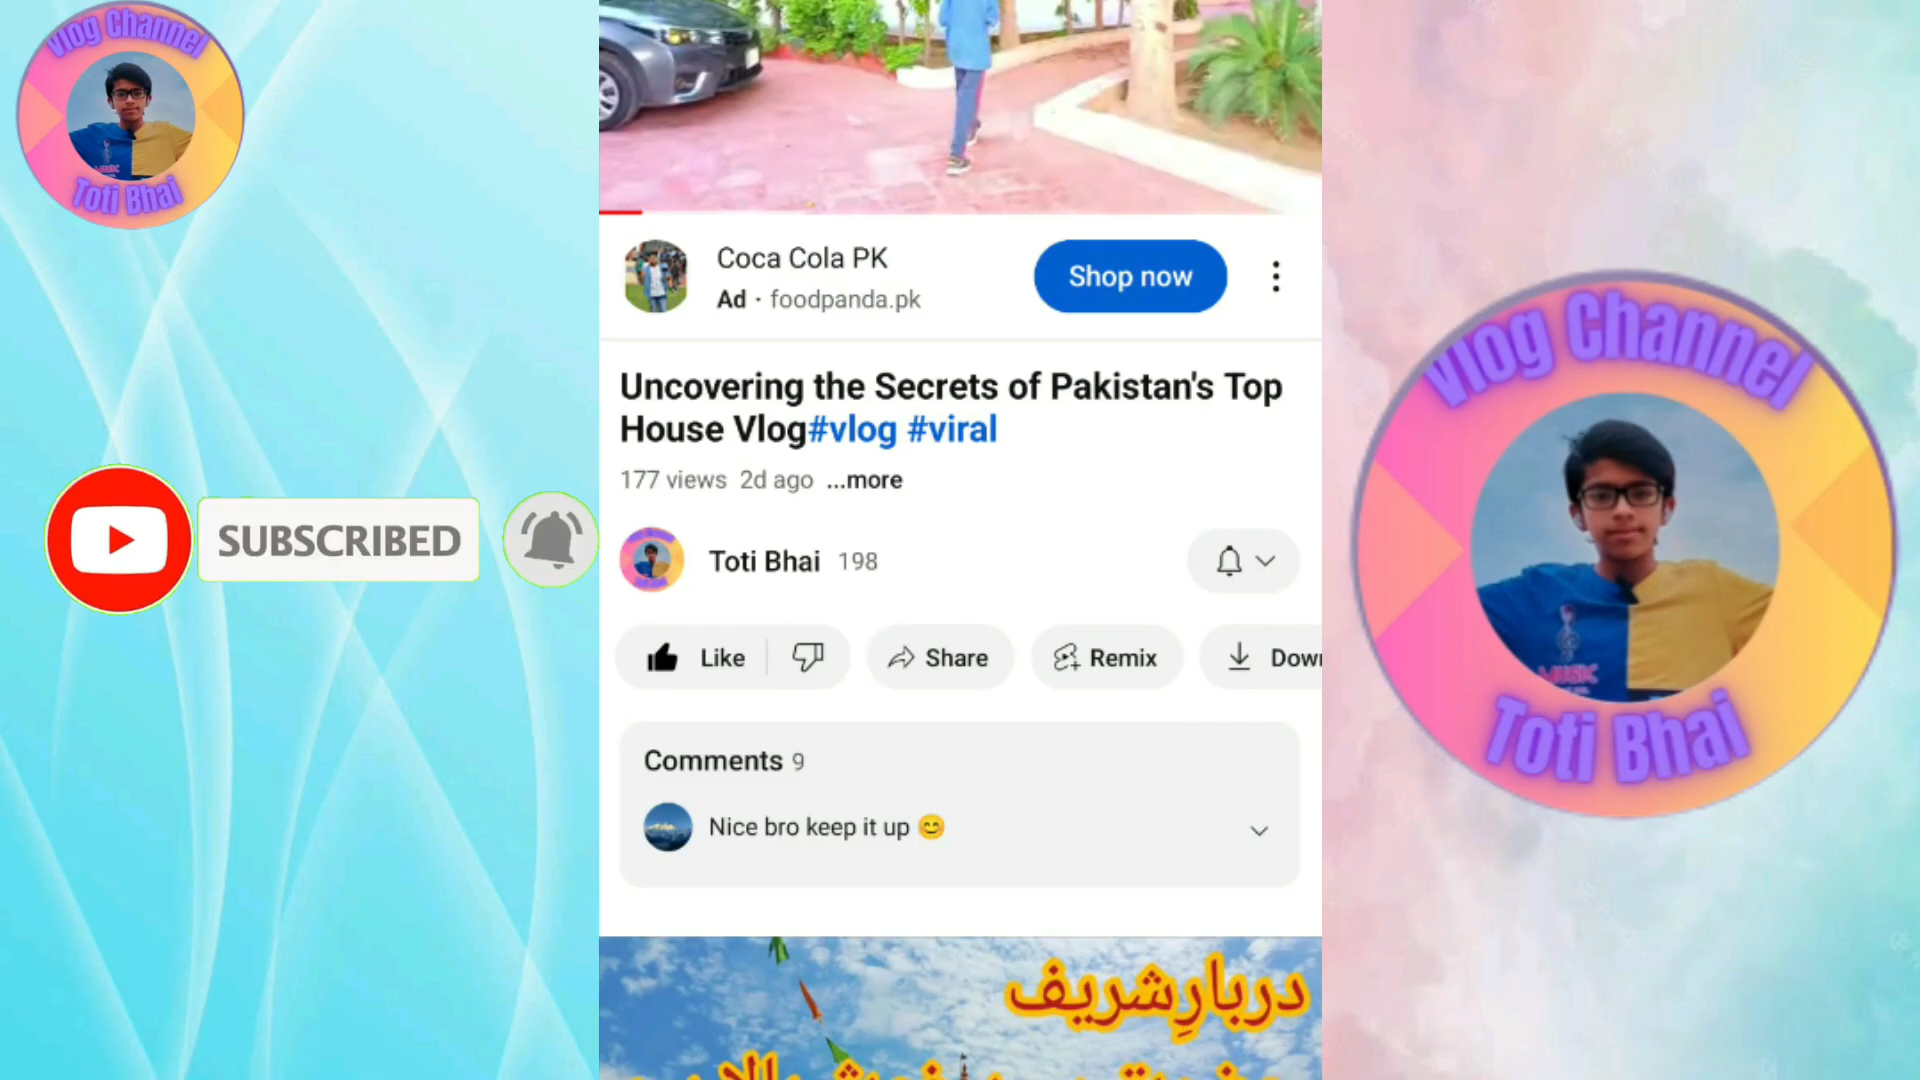 Vlog Channel
Toti Bhai
SUBSCRIBED
Coca Cola PK
Ad · foodpanda.pk
Shop now
Uncovering the Secrets of Pakistan's Top
House Vlog#vlog #viral
177 views 2d ago ...more
Toti Bhai 198
Like
Share
Remix
Down
Comments 9
Nice bro keep it up 😊
دربارِشریف
Vlog Channel
MUSIC
Toti Bhai